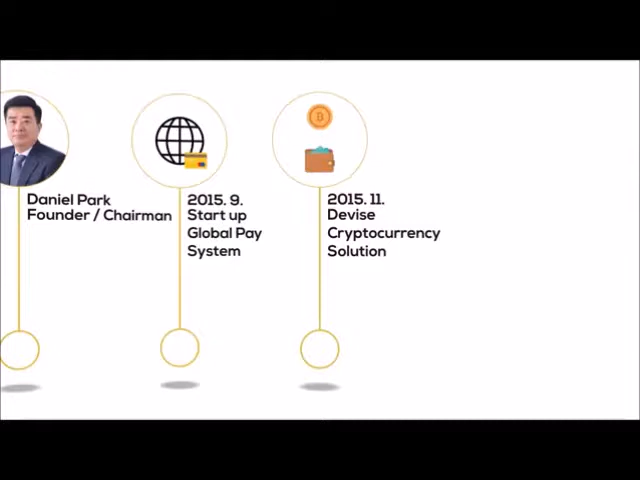 Daniel Park
Founder / Chairman
2015. 9.
Start up
Global Pay
System
2015. 11.
Devise
Cryptocurrency
Solution